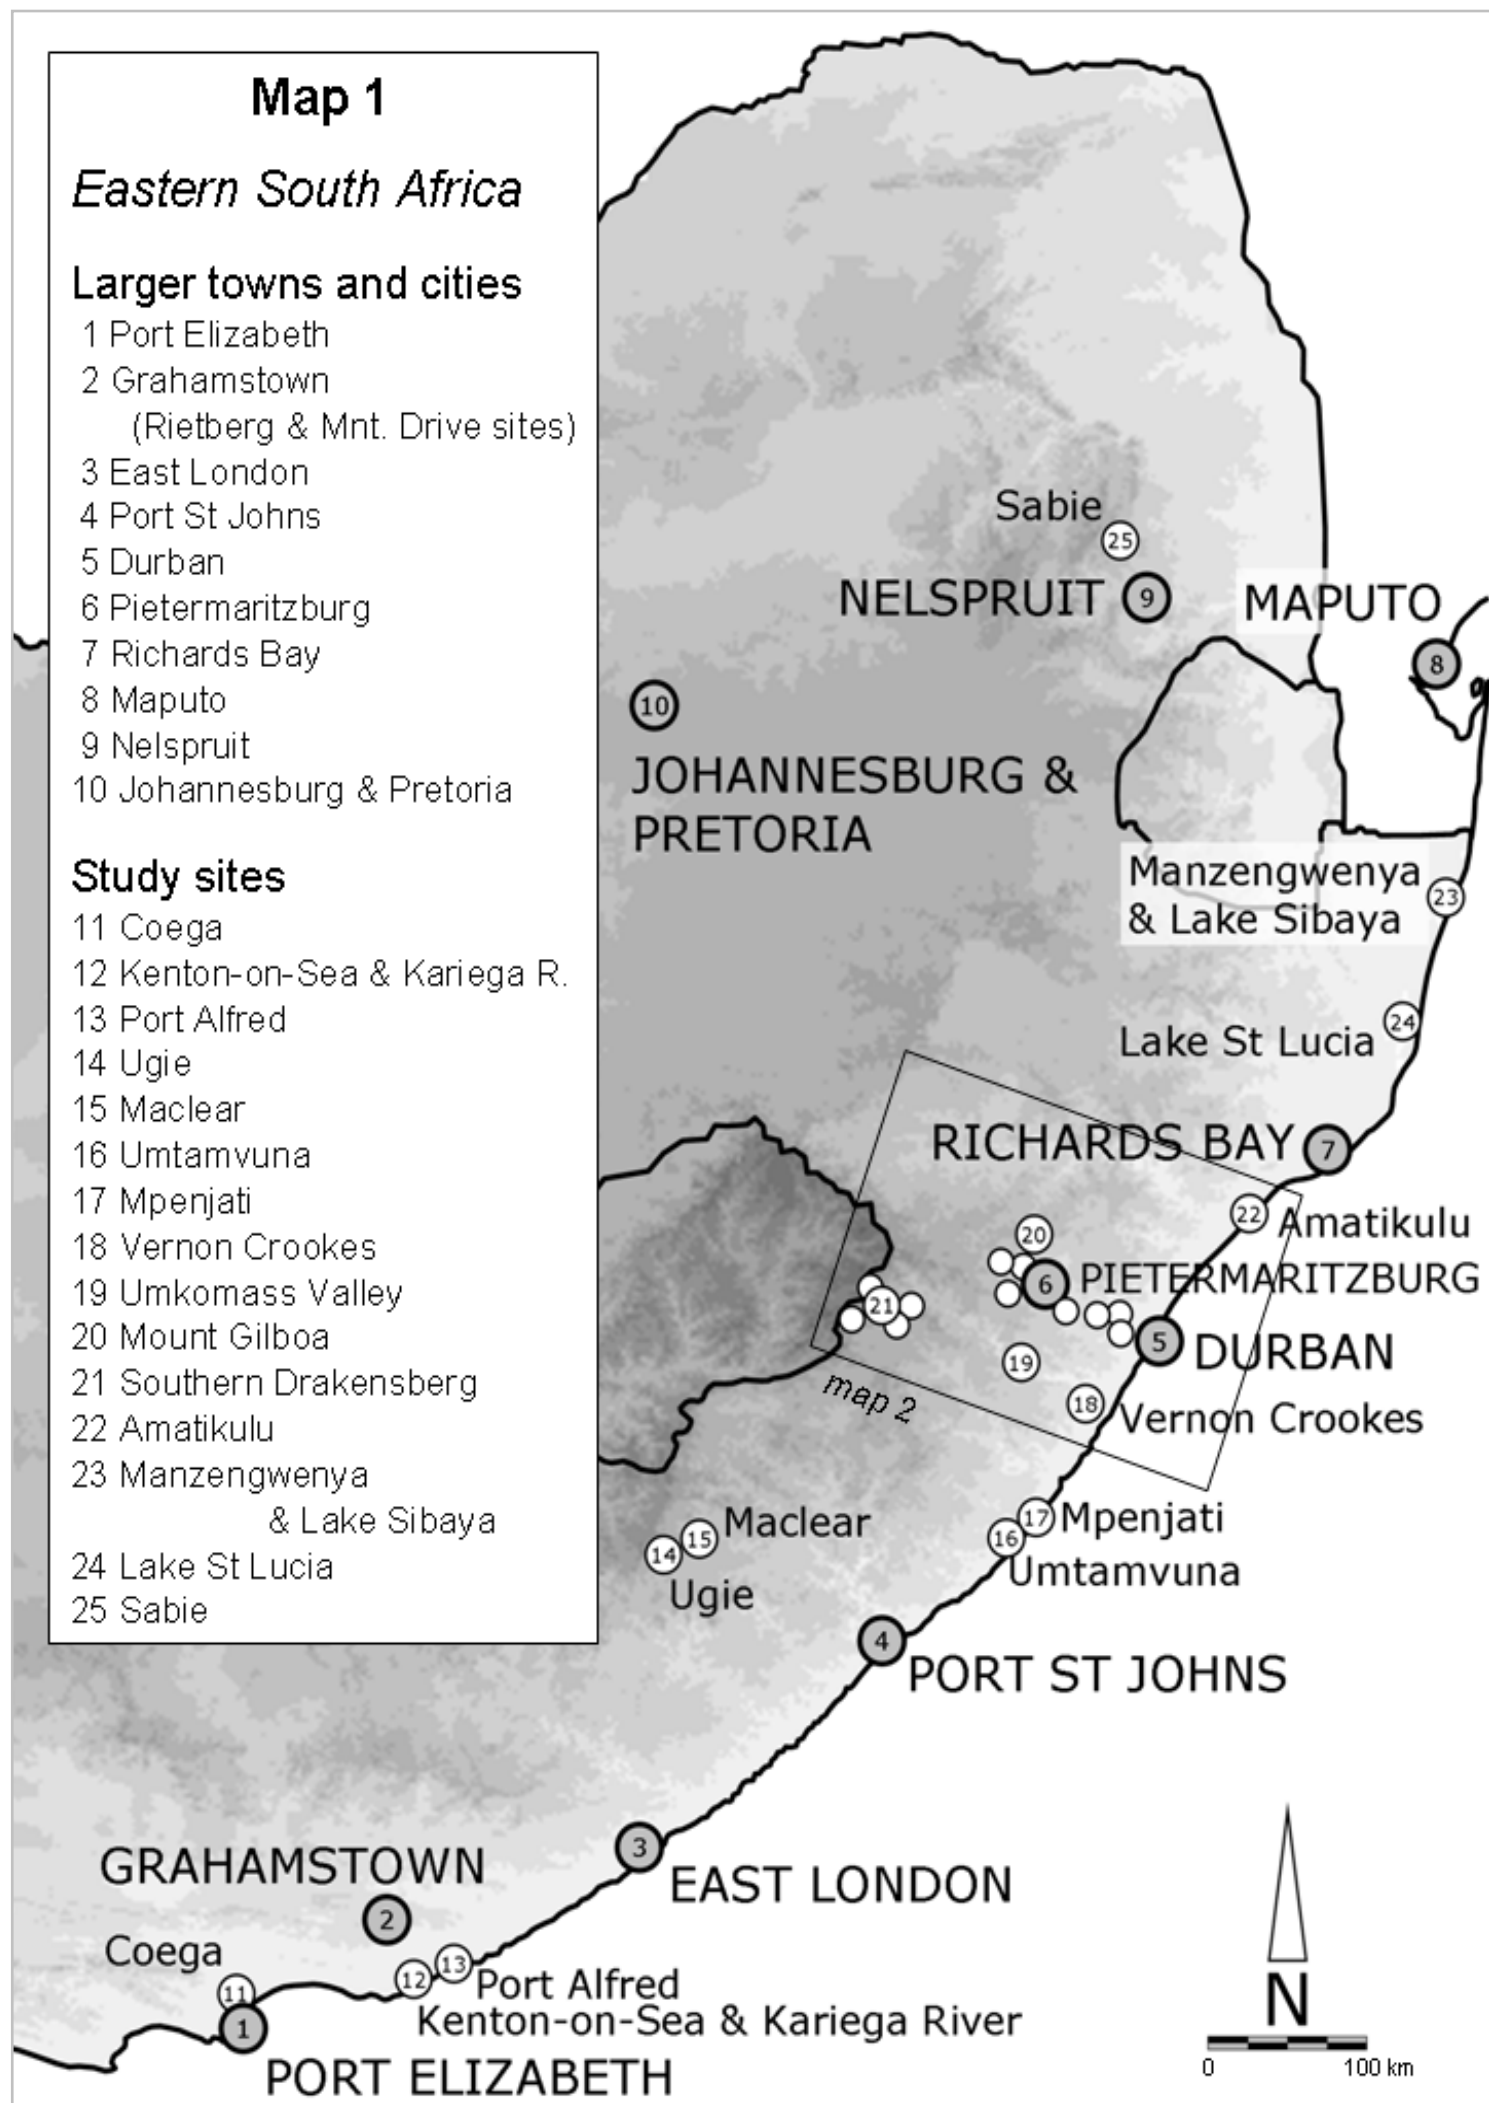 Map 1
Eastern South Africa
Larger towns and cities
1 Port Elizabeth
2 Grahamstown
(Rietberg & Mnt. Drive sites)
3 East London
4 Port St Johns
5 Durban
6 Pietermaritzburg
7 Richards Bay
8 Maputo
9 Nelspruit
10 Johannesburg & Pretoria
Study sites
11 Coega
12 Kenton-on-Sea & Kariega R.
13 Port Alfred
14 Ugie
15 Maclear
16 Umtamvuna
17 Mpenjati
18 Vernon Crookes
19 Umkomass Valley
20 Mount Gilboa
21 Southern Drakensberg
22 Amatikulu
23 Manzengwenya
& Lake Sibaya
24 Lake St Lucia
25 Sabie
Sabie
25
NELSPRUIT 9
MAPUTO
8
10
JOHANNESBURG &
PRETORIA
Manzengwenya
& Lake Sibaya
23
24
Lake St Lucia
RICHARDS BAY 7
22 Amatikulu
20
6 PIETERMARITZBURG
21
5 DURBAN
19
map 2
18 Vernon Crookes
17 Mpenjati
16
Umtamvuna
15 Maclear
14
Ugie
4
PORT ST JOHNS
3
EAST LONDON
GRAHAMSTOWN
2
Coega
11
13
12
Port Alfred
Kenton-on-Sea & Kariega River
1
PORT ELIZABETH
N
0 100 km